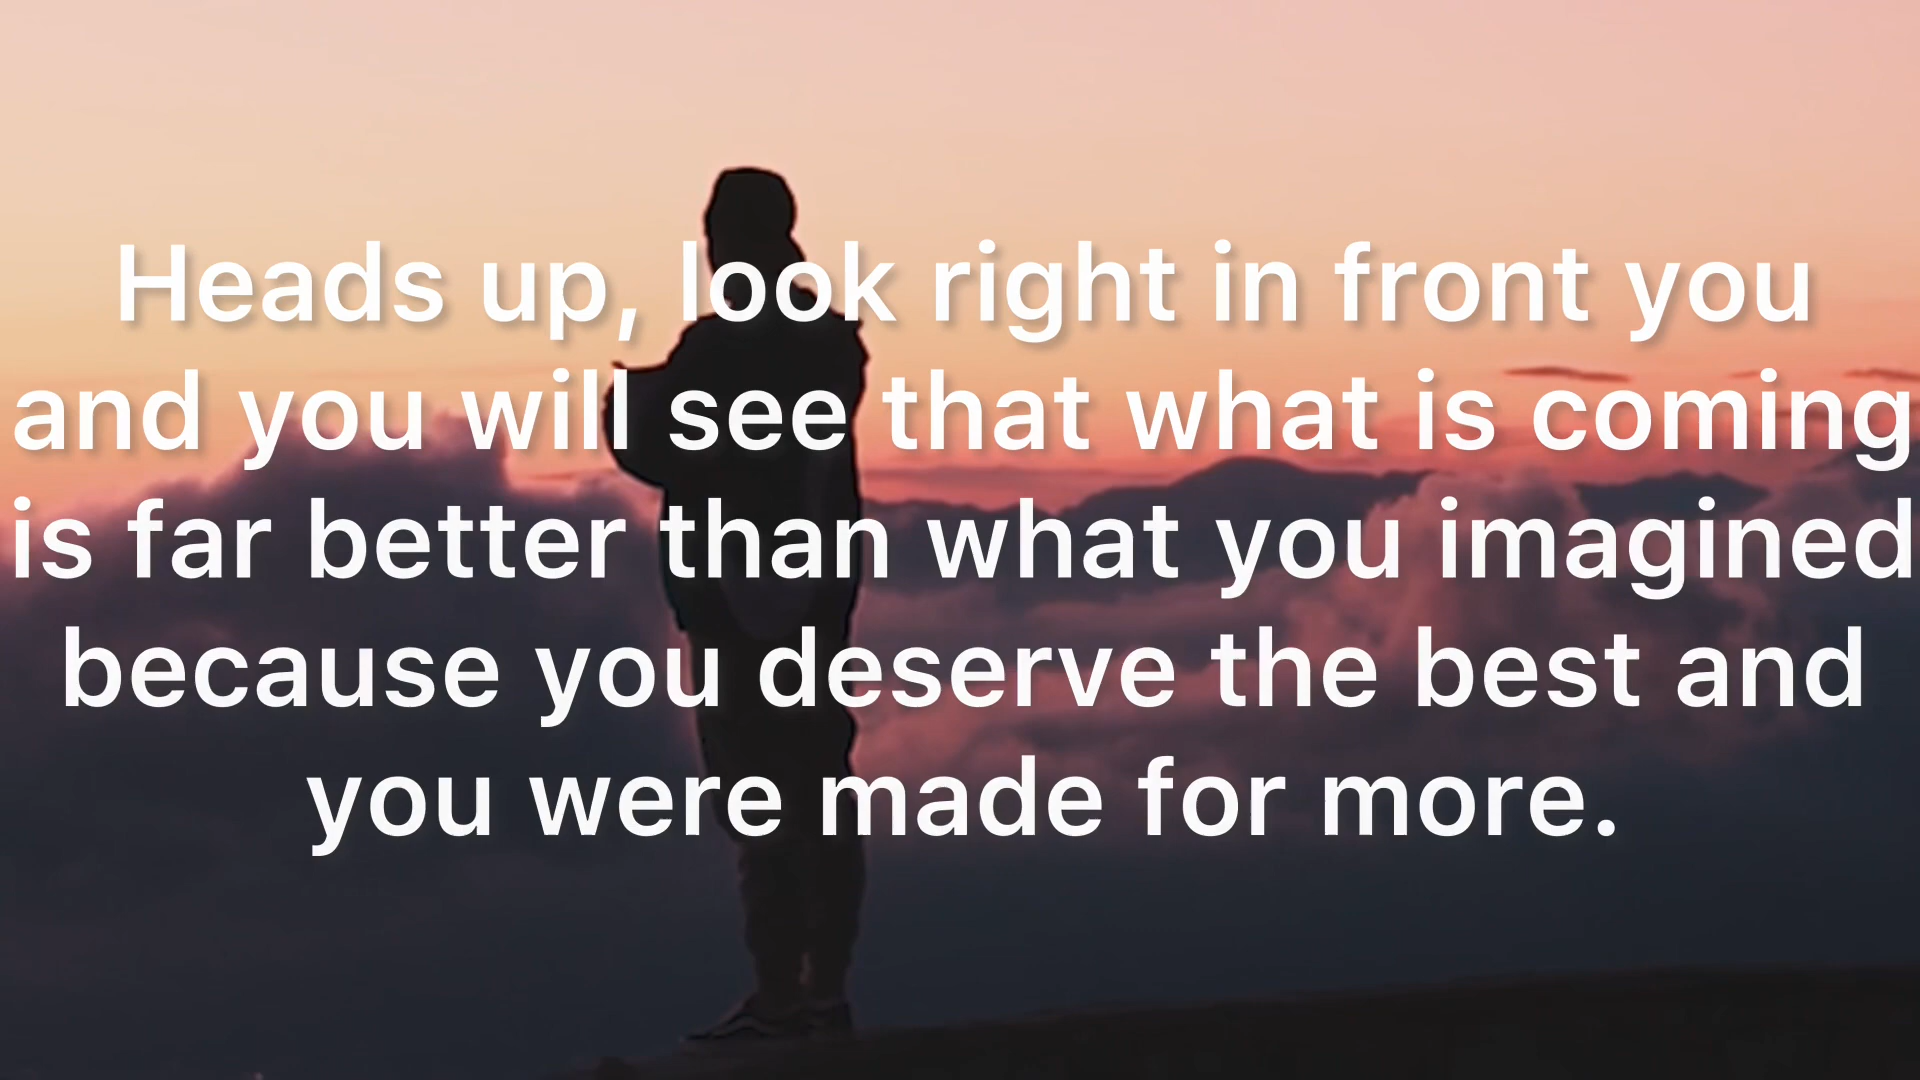 Heads up, look right in front you
and you will see that what is coming
is far better than what you imagined
because you deserve the best and
you were made for more.